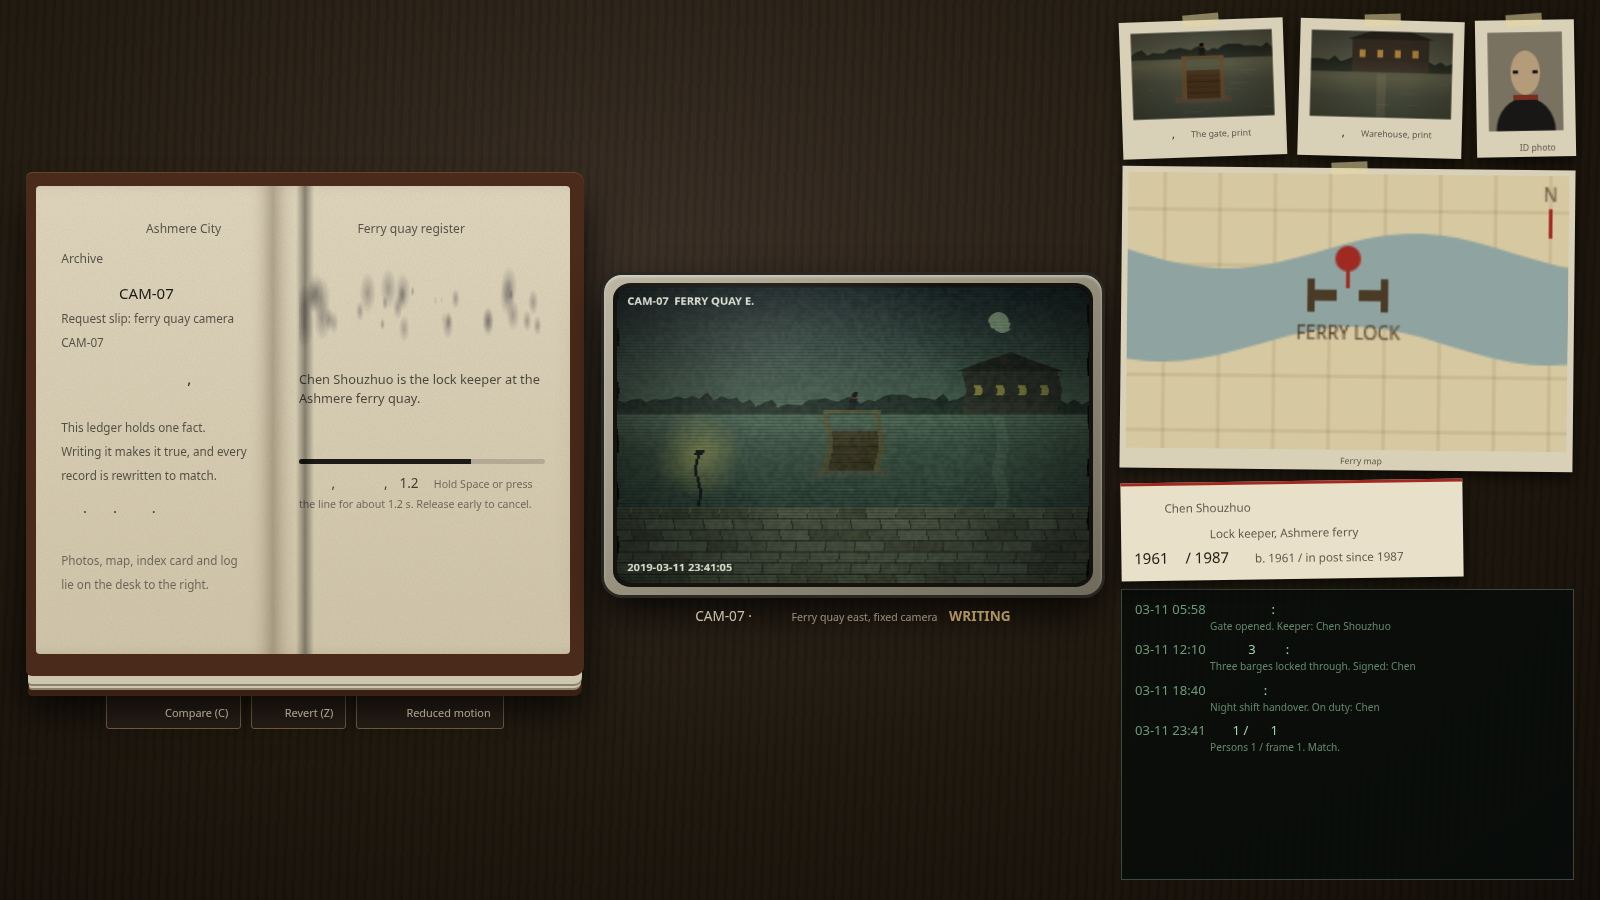 Ashmere City
Archive
CAM-07
Request slip: ferry quay camera
CAM-07
,
This ledger holds one fact.
Writing it makes it true, and every
record is rewritten to match.
. . .
Photos, map, index card and log
lie on the desk to the right.
Ferry quay register
Chen Shouzhuo is the lock keeper at the
Ashmere ferry quay.
, , 1.2 Hold Space or press
the line for about 1.2 s. Release early to cancel.
Compare (C)
Revert (Z)
Reduced motion
CAM-07 FERRY QUAY E.
2019-03-11 23:41:05
CAM-07 · Ferry quay east, fixed camera WRITING
, The gate, print
, Warehouse, print
ID photo
N
FERRY LOCK
Ferry map
Chen Shouzhuo
Lock keeper, Ashmere ferry
1961 / 1987 b. 1961 / in post since 1987
03-11 05:58 :
Gate opened. Keeper: Chen Shouzhuo
03-11 12:10 3 :
Three barges locked through. Signed: Chen
03-11 18:40 :
Night shift handover. On duty: Chen
03-11 23:41 1 / 1
Persons 1 / frame 1. Match.